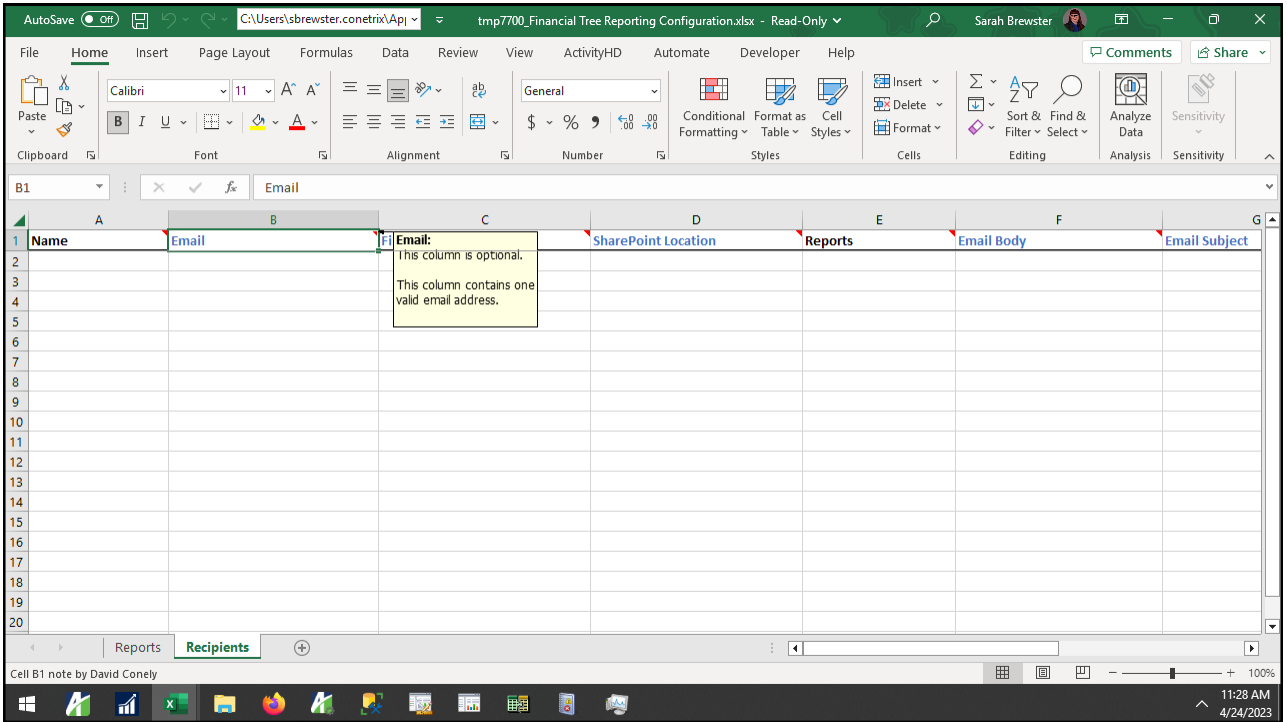 AutoSave Off C:\Users\sbrewster.conetrix\App tmp7700_Financial Tree Reporting Configuration.xlsx - Read-Only Sarah Brewster
File Home Insert Page Layout Formulas Data Review View ActivityHD Automate Developer Help Comments Share
Calibri 11 General Insert
Paste Conditional Formatting Format as Table Cell Styles Delete Sort & Filter Find & Select Analyze Data Sensitivity
B I U $ % Format
Clipboard Font Alignment Number Styles Cells Editing Analysis Sensitivity
B1 fx Email
A B C D E F G
1 Name Email Fi SharePoint Location Reports Email Body Email Subject
Email:
This column is optional.
This column contains one
valid email address.
2
3
4
5
6
7
8
9
10
11
12
13
14
15
16
17
18
19
20
Reports Recipients
Cell B1 note by David Conely 100%
11:28 AM
4/24/2023